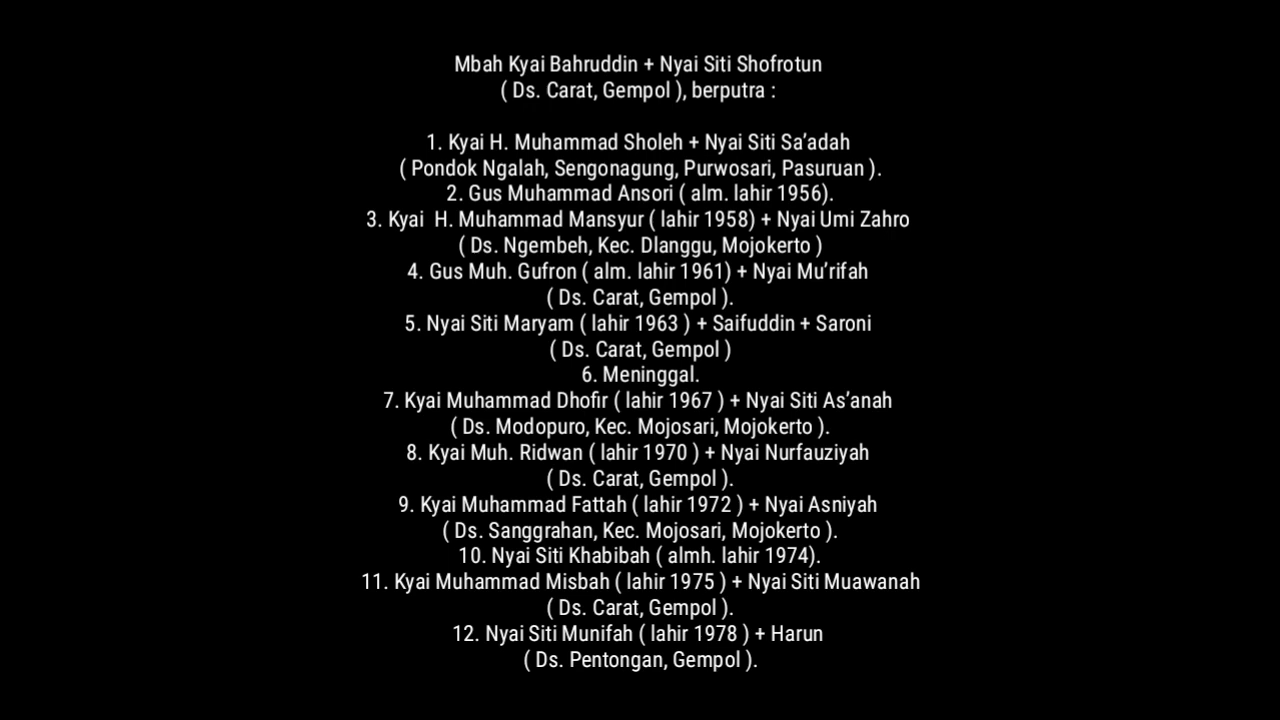 Mbah Kyai Bahruddin + Nyai Siti Shofrotun
( Ds. Carat, Gempol ), berputra :
1. Kyai H. Muhammad Sholeh + Nyai Siti Sa’adah
( Pondok Ngalah, Sengonagung, Purwosari, Pasuruan ).
2. Gus Muhammad Ansori ( alm. lahir 1956).
3. Kyai  H. Muhammad Mansyur ( lahir 1958) + Nyai Umi Zahro
( Ds. Ngembeh, Kec. Dlanggu, Mojokerto )
4. Gus Muh. Gufron ( alm. lahir 1961) + Nyai Mu’rifah
( Ds. Carat, Gempol ).
5. Nyai Siti Maryam ( lahir 1963 ) + Saifuddin + Saroni
( Ds. Carat, Gempol )
6. Meninggal.
7. Kyai Muhammad Dhofir ( lahir 1967 ) + Nyai Siti As’anah
( Ds. Modopuro, Kec. Mojosari, Mojokerto ).
8. Kyai Muh. Ridwan ( lahir 1970 ) + Nyai Nurfauziyah
( Ds. Carat, Gempol ).
9. Kyai Muhammad Fattah ( lahir 1972 ) + Nyai Asniyah
( Ds. Sanggrahan, Kec. Mojosari, Mojokerto ).
10. Nyai Siti Khabibah ( almh. lahir 1974).
11. Kyai Muhammad Misbah ( lahir 1975 ) + Nyai Siti Muawanah
( Ds. Carat, Gempol ).
12. Nyai Siti Munifah ( lahir 1978 ) + Harun
( Ds. Pentongan, Gempol ).